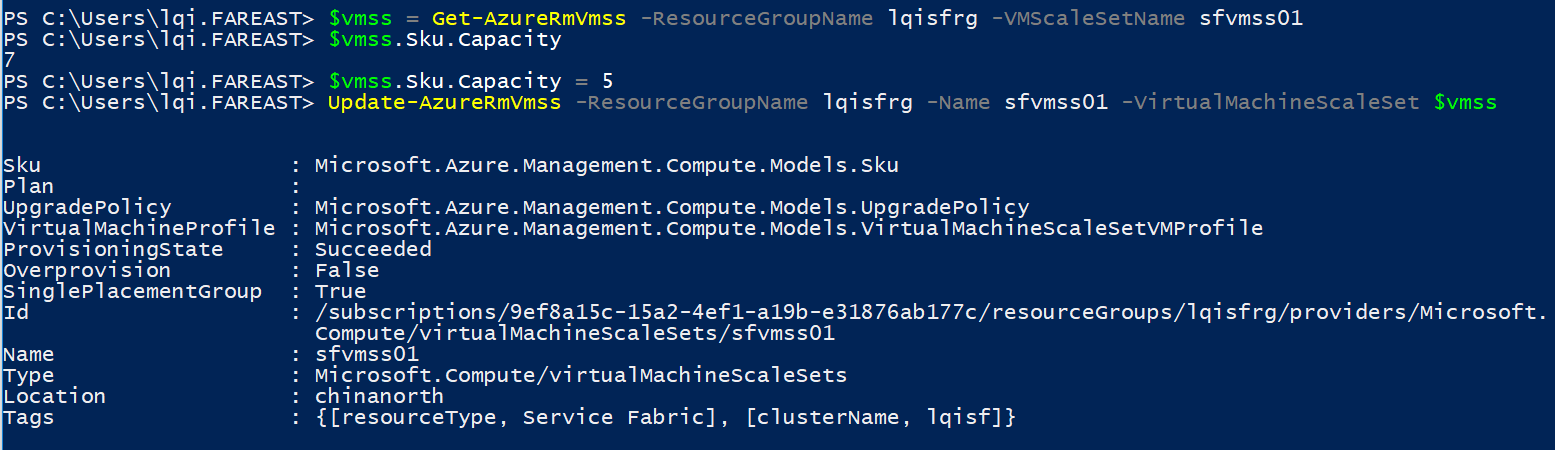 PS C:\Users\lqi.FAREAST> $vmss = Get-AzureRmVmss -ResourceGroupName lqisfrg -VMScaleSetName sfvmss01
PS C:\Users\lqi.FAREAST> $vmss.Sku.Capacity
7
PS C:\Users\lqi.FAREAST> $vmss.Sku.Capacity = 5
PS C:\Users\lqi.FAREAST> Update-AzureRmVmss -ResourceGroupName lqisfrg -Name sfvmss01 -VirtualMachineScaleSet $vmss
Sku                    : Microsoft.Azure.Management.Compute.Models.Sku
Plan                   :
UpgradePolicy          : Microsoft.Azure.Management.Compute.Models.UpgradePolicy
VirtualMachineProfile : Microsoft.Azure.Management.Compute.Models.VirtualMachineScaleSetVMProfile
ProvisioningState      : Succeeded
Overprovision          : False
SinglePlacementGroup   : True
Id                     : /subscriptions/9ef8a15c-15a2-4ef1-a19b-e31876ab177c/resourceGroups/lqisfrg/providers/Microsoft.
Compute/virtualMachineScaleSets/sfvmss01
Name                   : sfvmss01
Type                   : Microsoft.Compute/virtualMachineScaleSets
Location               : chinanorth
Tags                   : {[resourceType, Service Fabric], [clusterName, lqisf]}